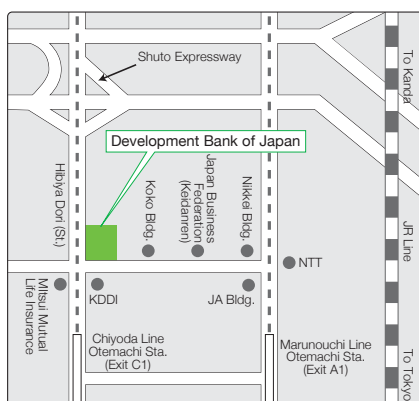 Shuto Expressway
To Kanda
Development Bank of Japan
Hibiya Dori (St.)
Koko Bldg.
Japan Business
Federation
(Keidanren)
Nikkei Bldg.
JR Line
NTT
MItsui Mutual
Life Insurance
KDDI
JA Bldg.
Chiyoda Line
Otemachi Sta.
(Exit C1)
Marunouchi Line
Otemachi Sta.
(Exit A1)
To Tokyo